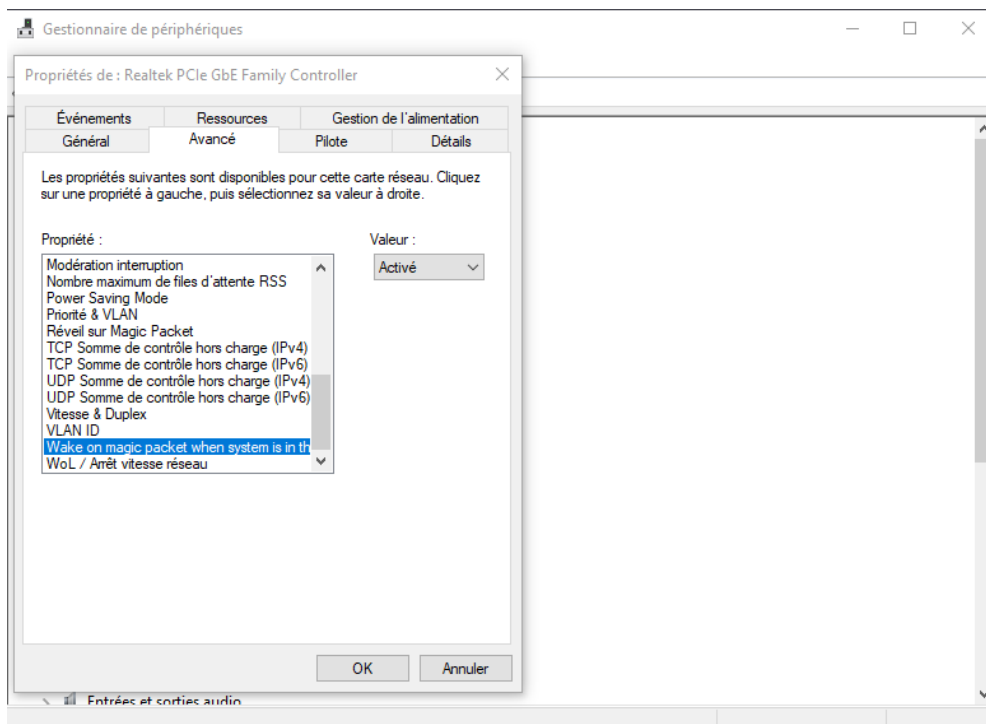 Gestionnaire de périphériques
Propriétés de : Realtek PCIe GbE Family Controller
Événements Ressources Gestion de l'alimentation
Général Avancé Pilote Détails
Les propriétés suivantes sont disponibles pour cette carte réseau. Cliquez
sur une propriété à gauche, puis sélectionnez sa valeur à droite.
Propriété : Valeur :
Modération interruption
Activé
Nombre maximum de files d'attente RSS
Power Saving Mode
Priorité & VLAN
Réveil sur Magic Packet
TCP Somme de contrôle hors charge (IPv4)
TCP Somme de contrôle hors charge (IPv6)
UDP Somme de contrôle hors charge (IPv4)
UDP Somme de contrôle hors charge (IPv6)
Vitesse & Duplex
VLAN ID
Wake on magic packet when system is in th
WoL / Arrêt vitesse réseau
OK Annuler
Entrées et sorties audio